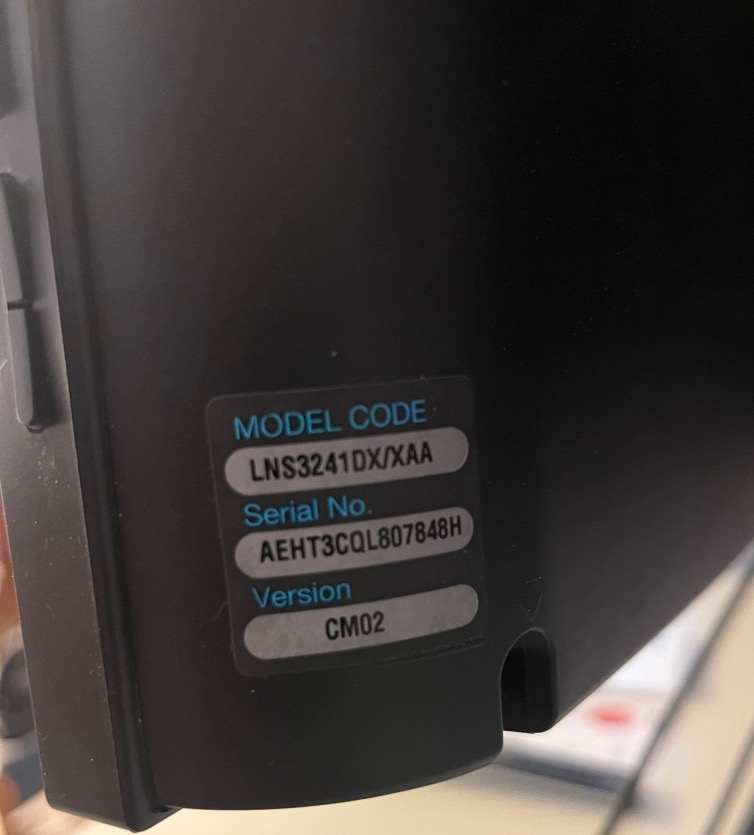 MODEL CODE
LNS3241DX/XAA
Serial No.
AEHT3CQL807848H
Version
CM02